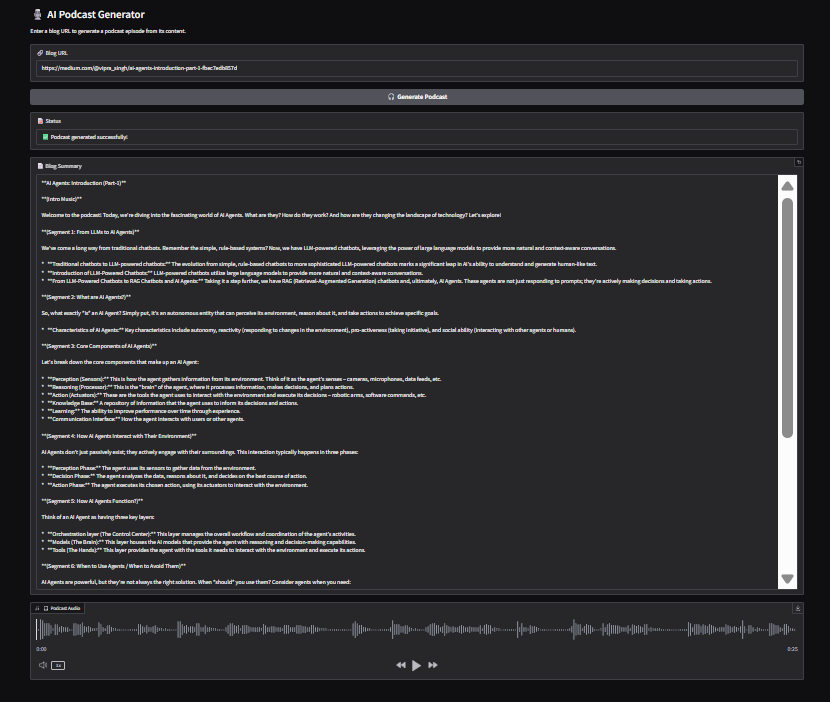 AI Podcast Generator
Enter a blog URL to generate a podcast episode from its content.
Blog URL
https://medium.com/@vipra_singh/ai-agents-introduction-part-1-fbec7edb857d
Generate Podcast
Status
Podcast generated successfully!
Blog Summary
**AI Agents: Introduction (Part-1)**
**(Intro Music)**
Welcome to the podcast! Today, we're diving into the fascinating world of AI Agents. What are they? How do they work? And how are they changing the landscape of technology? Let's explore!
**(Segment 1: From LLMs to AI Agents)**
We've come a long way from traditional chatbots. Remember the simple, rule-based systems? Now, we have LLM-powered chatbots, leveraging the power of large language models to provide more natural and context-aware conversations.
* **Traditional chatbots to LLM-powered chatbots:** The evolution from simple, rule-based chatbots to more sophisticated LLM-powered chatbots marks a significant leap in AI's ability to understand and generate human-like text.
* **Introduction of LLM-Powered Chatbots:** LLM-powered chatbots utilize large language models to provide more natural and context-aware conversations.
* **From LLM-Powered Chatbots to RAG Chatbots and AI Agents:** Taking it a step further, we have RAG (Retrieval-Augmented Generation) chatbots and, ultimately, AI Agents. These agents are not just responding to prompts; they're actively making decisions and taking actions.
**(Segment 2: What are AI Agents?)**
So, what exactly *is* an AI Agent? Simply put, it's an autonomous entity that can perceive its environment, reason about it, and take actions to achieve specific goals.
* **Characteristics of AI Agents:** Key characteristics include autonomy, reactivity (responding to changes in the environment), pro-activeness (taking initiative), and social ability (interacting with other agents or humans).
**(Segment 3: Core Components of AI Agents)**
Let's break down the core components that make up an AI Agent:
* **Perception (Sensors):** This is how the agent gathers information from its environment. Think of it as the agent's senses – cameras, microphones, data feeds, etc.
* **Reasoning (Processor):** This is the "brain" of the agent, where it processes information, makes decisions, and plans actions.
* **Action (Actuators):** These are the tools the agent uses to interact with the environment and execute its decisions – robotic arms, software commands, etc.
* **Knowledge Base:** A repository of information that the agent uses to inform its decisions and actions.
* **Learning:** The ability to improve performance over time through experience.
* **Communication Interface:** How the agent interacts with users or other agents.
**(Segment 4: How AI Agents Interact with Their Environment)**
AI Agents don't just passively exist; they actively engage with their surroundings. This interaction typically happens in three phases:
* **Perception Phase:** The agent uses its sensors to gather data from the environment.
* **Decision Phase:** The agent analyzes the data, reasons about it, and decides on the best course of action.
* **Action Phase:** The agent executes its chosen action, using its actuators to interact with the environment.
**(Segment 5: How AI Agents Function?)**
Think of an AI Agent as having three key layers:
* **Orchestration layer (The Control Center):** This layer manages the overall workflow and coordination of the agent's activities.
* **Models (The Brain):** This layer houses the AI models that provide the agent with reasoning and decision-making capabilities.
* **Tools (The Hands):** This layer provides the agent with the tools it needs to interact with the environment and execute its actions.
**(Segment 6: When to Use Agents / When to Avoid Them)**
AI Agents are powerful, but they're not always the right solution. When *should* you use them? Consider agents when you need:
Podcast Audio
0:00
0:25
1x